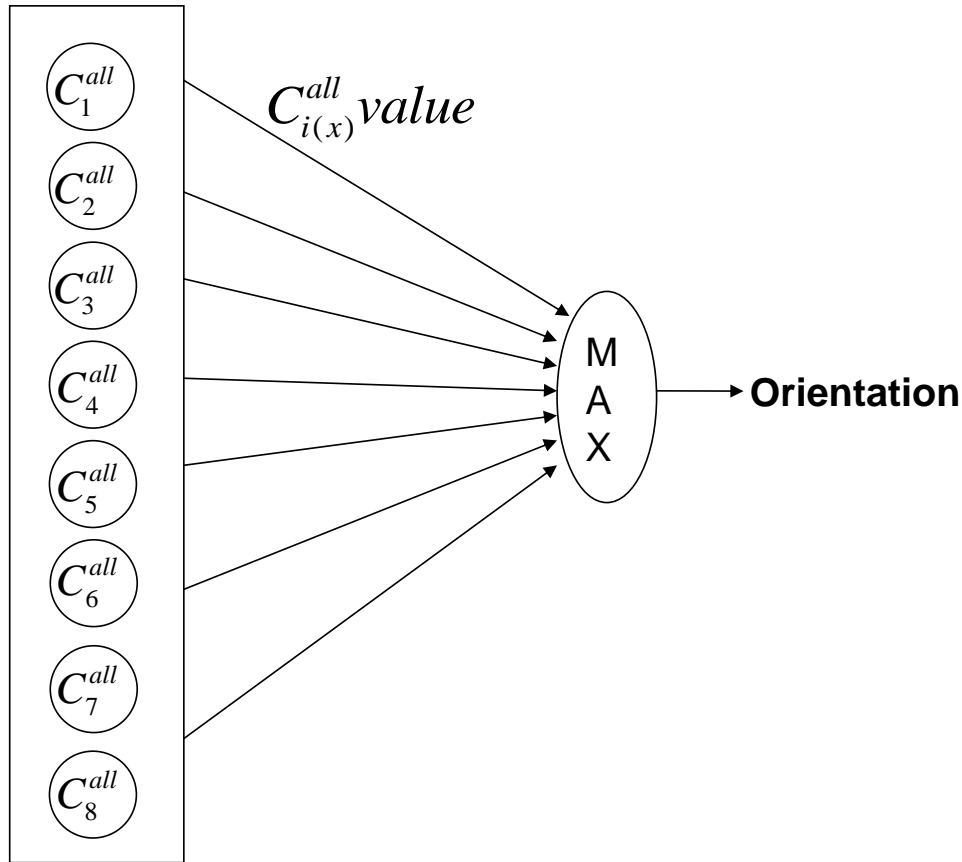 C_1^{all}
C_{i(x)}^{all} value
C_2^{all}
C_3^{all}
C_4^{all}
C_5^{all}
C_6^{all}
C_7^{all}
C_8^{all}
M
A
X
Orientation